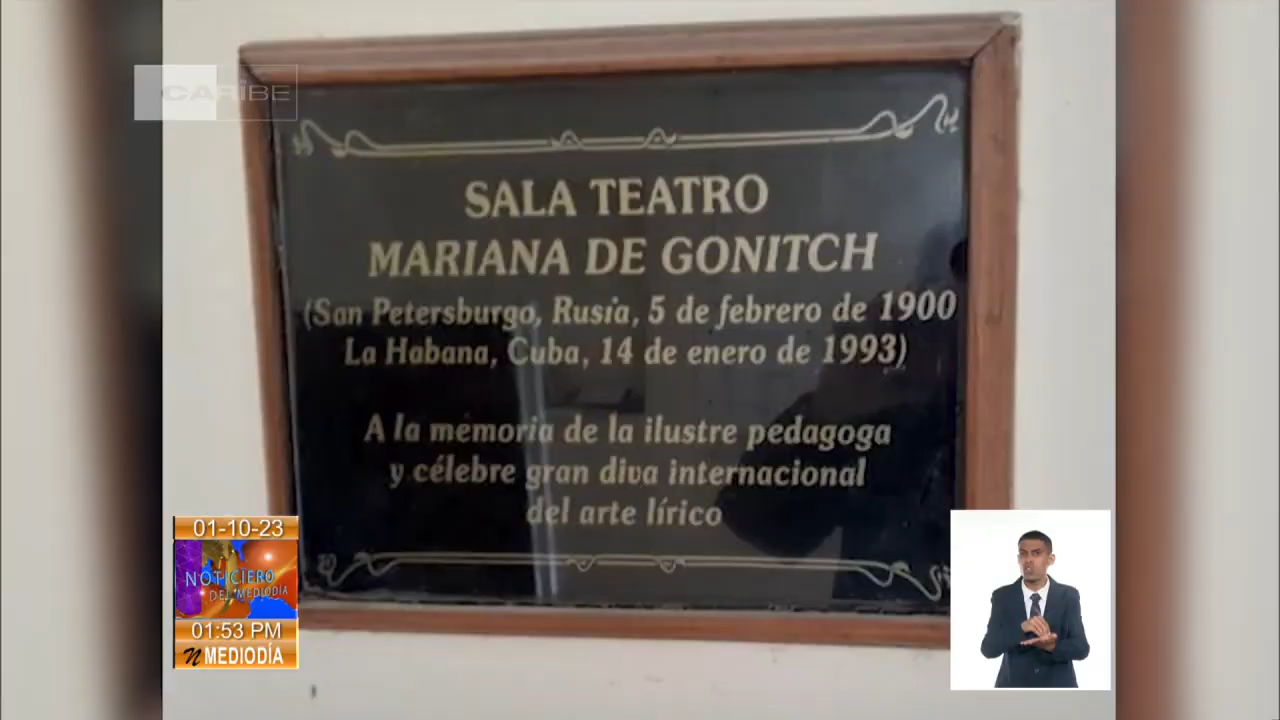 CARIBE
SALA TEATRO
MARIANA DE GONITCH
(San Petersburgo, Rusia, 5 de febrero de 1900
La Habana, Cuba, 14 de enero de 1993)
A la memoria de la ilustre pedagoga
y célebre gran diva internacional
del arte lírico
01-10-23
NOTICIERO
DEL MEDIODIA
01:53 PM
N MEDIODÍA